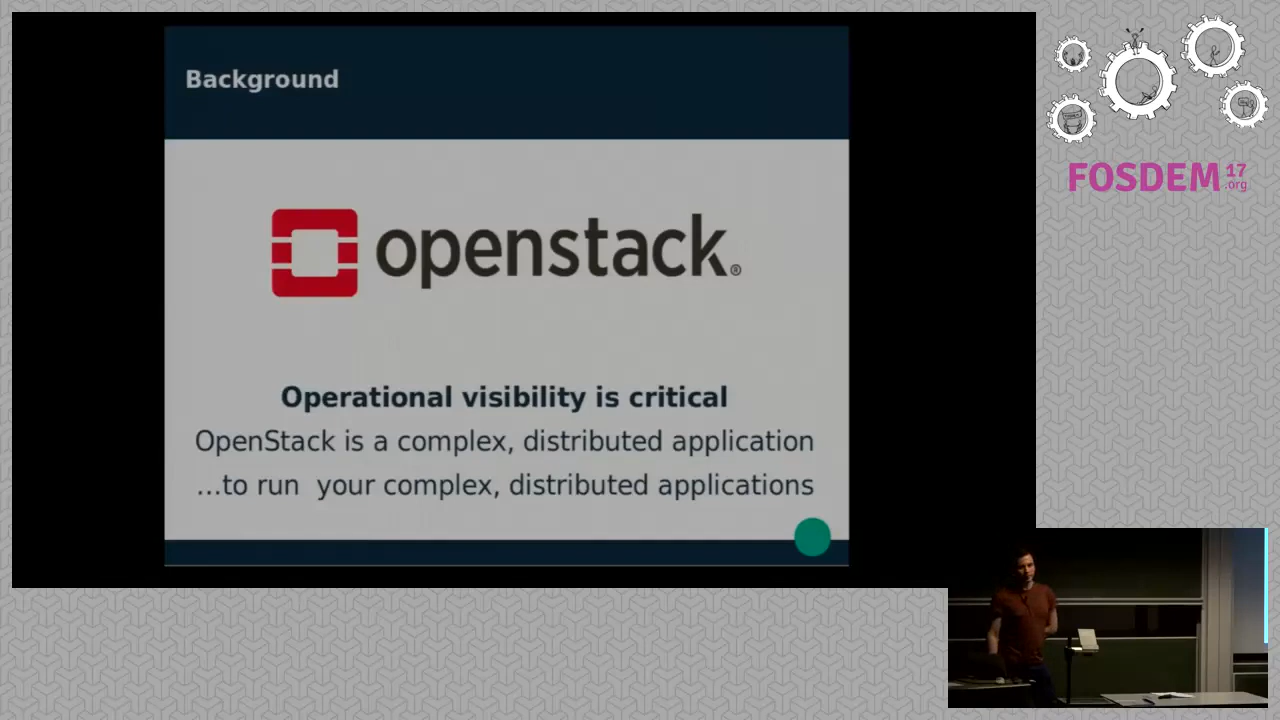 Background
openstack®
Operational visibility is critical
OpenStack is a complex, distributed application
...to run  your complex, distributed applications
FOSDEM 17
.org